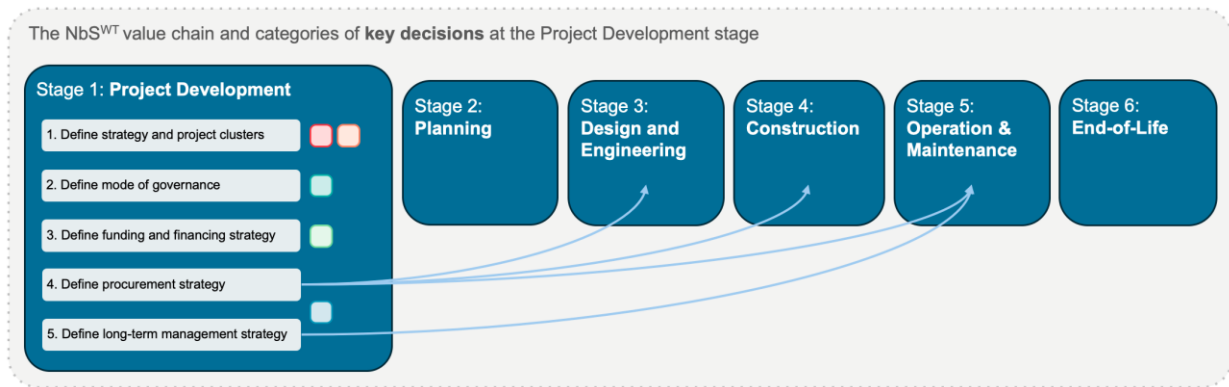 The NbSWT value chain and categories of key decisions at the Project Development stage
Stage 1: Project Development
1. Define strategy and project clusters
2. Define mode of governance
3. Define funding and financing strategy
4. Define procurement strategy
5. Define long-term management strategy
Stage 2:
Planning
Stage 3:
Design and
Engineering
Stage 4:
Construction
Stage 5:
Operation &
Maintenance
Stage 6:
End-of-Life